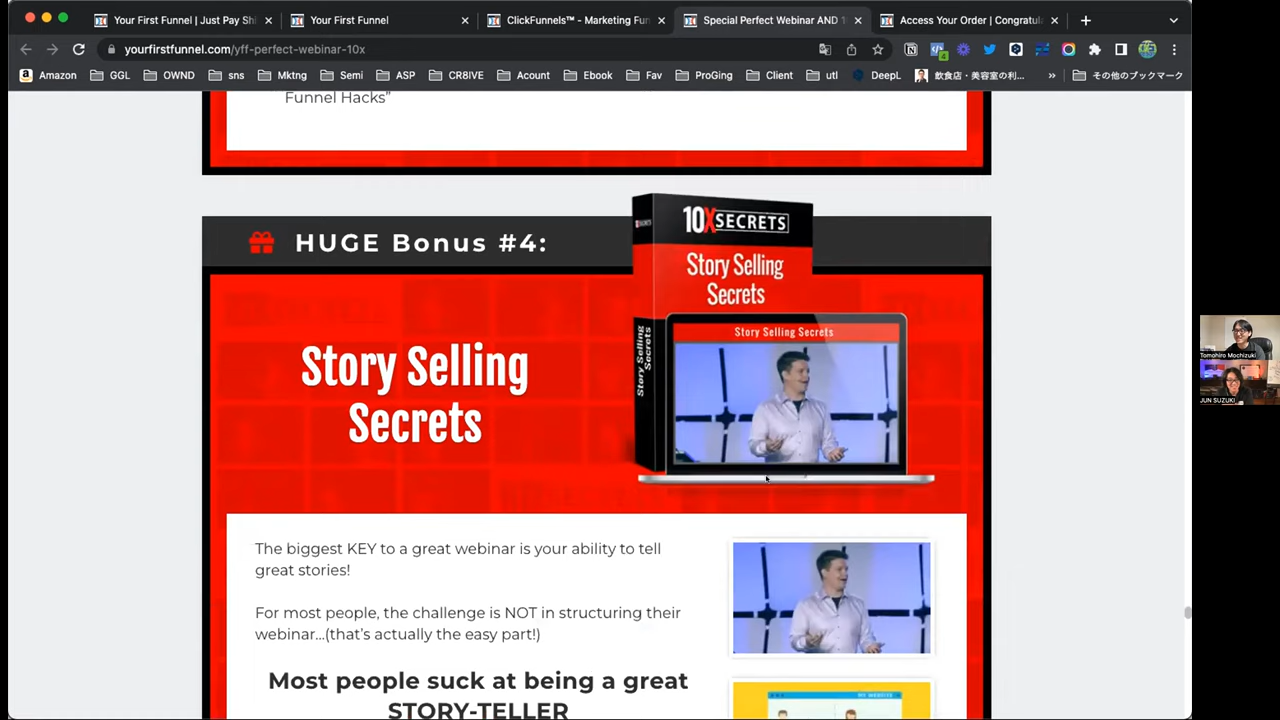 Your First Funnel | Just Pay Shi
Your First Funnel
ClickFunnels™ - Marketing Fun
Special Perfect Webinar AND 1
Access Your Order | Congratul
yourfirstfunnel.com/yff-perfect-webinar-10x
Amazon
GGL
OWND
sns
Mktng
Semi
ASP
CR8IVE
Acount
Ebook
Fav
ProGing
Client
utl
DeepL
飲食店・美容室の利...
その他のブックマーク
Funnel Hacks”
HUGE Bonus #4:
10XSECRETS
Story Selling
Secrets
Story Selling
Secrets
Story Selling Secrets
Story Selling
Secrets
The biggest KEY to a great webinar is your ability to tell
great stories!
For most people, the challenge is NOT in structuring their
webinar...(that’s actually the easy part!)
Most people suck at being a great
STORY-TELLER
MY WEBSITE
Tomohiro Mochizuki
JUN SUZUKI